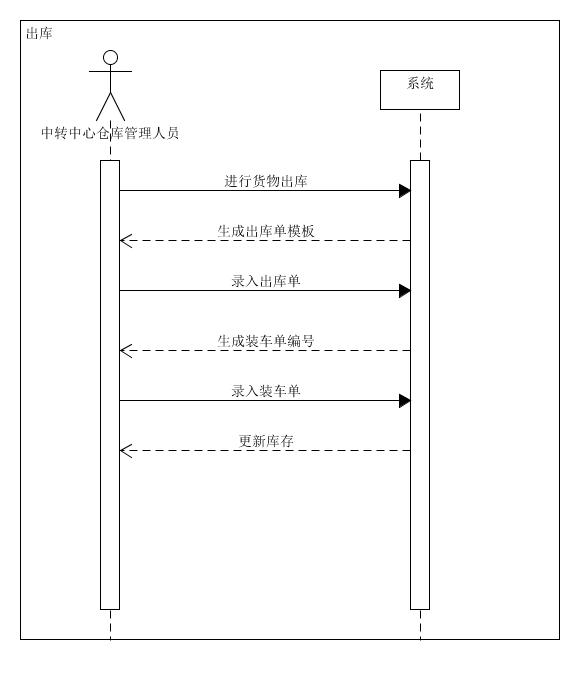 出库
系统
中转中心仓库管理人员
进行货物出库
生成出库单模板
录入出库单
生成装车单编号
录入装车单
更新库存